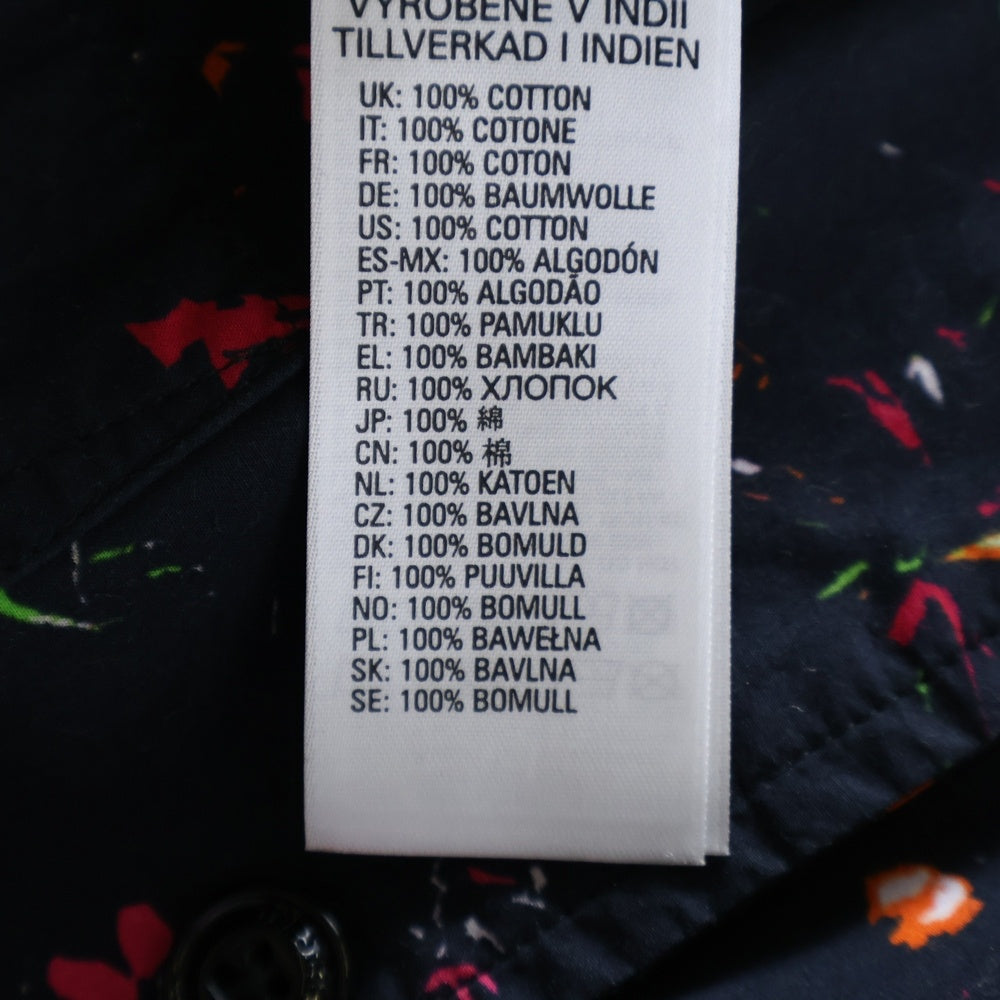 VYROBENÉ V INDII
TILLVERKAD I INDIEN
UK: 100% COTTON
IT: 100% COTONE
FR: 100% COTON
DE: 100% BAUMWOLLE
US: 100% COTTON
ES-MX: 100% ALGODÓN
PT: 100% ALGODÃO
TR: 100% PAMUKLU
EL: 100% BAMBAKI
RU: 100% ХЛОПОК
JP: 100% 綿
CN: 100% 棉
NL: 100% KATOEN
CZ: 100% BAVLNA
DK: 100% BOMULD
FI: 100% PUUVILLA
NO: 100% BOMULL
PL: 100% BAWEŁNA
SK: 100% BAVLNA
SE: 100% BOMULL